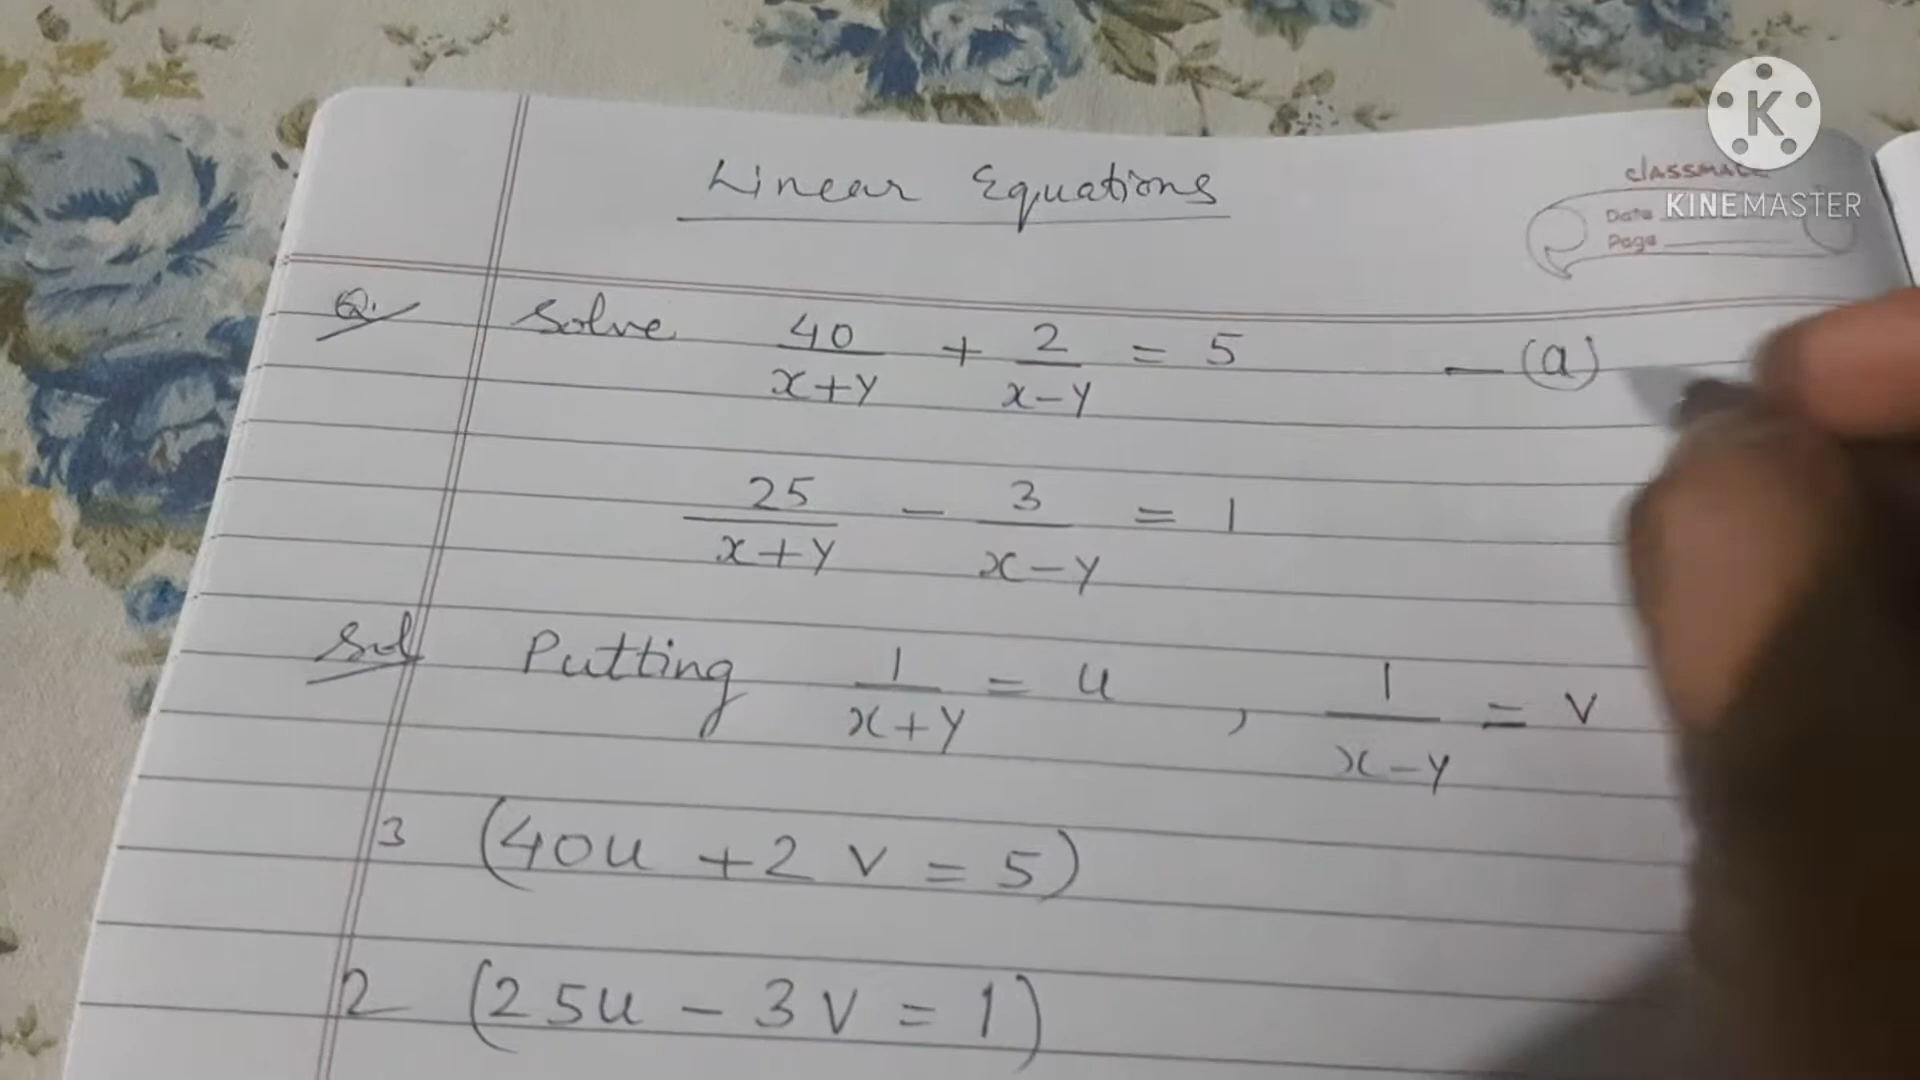 Linear Equations
K
KINEMASTER
classmate
Date
Page
Q. Solve 40/(x+y) + 2/(x-y) = 5 — (a)
25/(x+y) - 3/(x-y) = 1
Sol Putting 1/(x+y) = u , 1/(x-y) = v
3 (40u + 2v = 5)
2 (25u - 3v = 1)